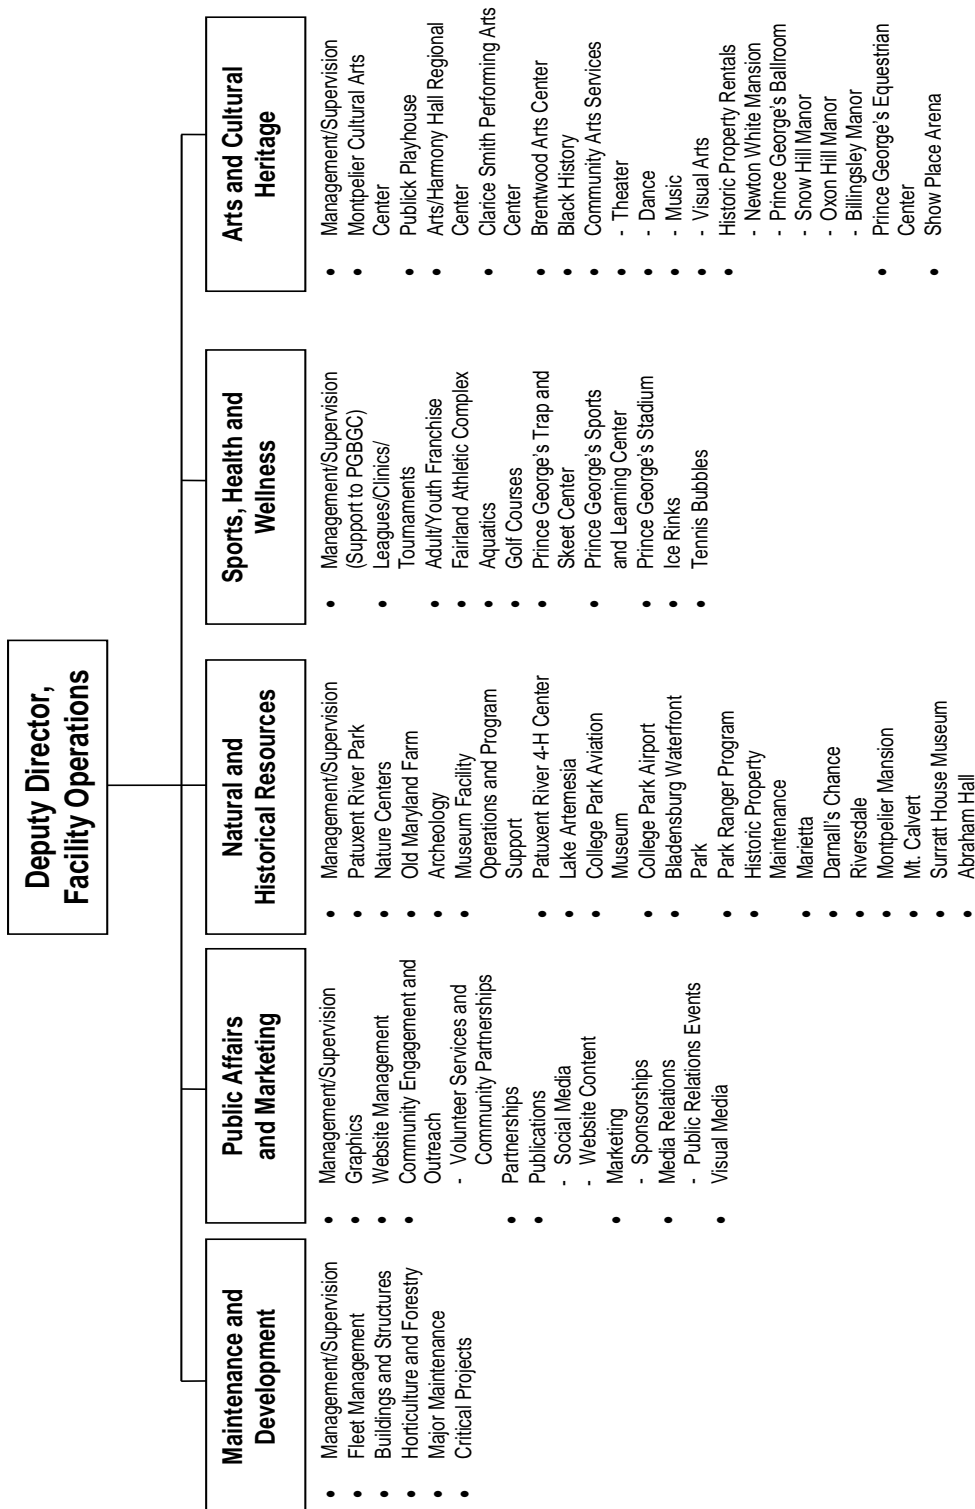 Deputy Director,
Facility Operations
Maintenance and
Development
• Management/Supervision
• Fleet Management
• Buildings and Structures
• Horticulture and Forestry
• Major Maintenance
• Critical Projects
Public Affairs
and Marketing
• Management/Supervision
• Graphics
• Website Management
• Community Engagement and
Outreach
- Volunteer Services and
Community Partnerships
• Partnerships
• Publications
- Social Media
- Website Content
• Marketing
- Sponsorships
• Media Relations
- Public Relations Events
• Visual Media
Natural and
Historical Resources
• Management/Supervision
• Patuxent River Park
• Nature Centers
• Old Maryland Farm
• Archeology
• Museum Facility
Operations and Program
Support
• Patuxent River 4-H Center
• Lake Artemesia
• College Park Aviation
Museum
• College Park Airport
• Bladensburg Waterfront
Park
• Park Ranger Program
• Historic Property
Maintenance
• Marietta
• Darnall's Chance
• Riversdale
• Montpelier Mansion
• Mt. Calvert
• Surratt House Museum
• Abraham Hall
Sports, Health and
Wellness
• Management/Supervision
(Support to PGBGC)
• Leagues/Clinics/
Tournaments
• Adult/Youth Franchise
• Fairland Athletic Complex
• Aquatics
• Golf Courses
• Prince George's Trap and
Skeet Center
• Prince George's Sports
and Learning Center
• Prince George's Stadium
• Ice Rinks
• Tennis Bubbles
Arts and Cultural
Heritage
• Management/Supervision
• Montpelier Cultural Arts
Center
• Publick Playhouse
• Arts/Harmony Hall Regional
Center
• Clarice Smith Performing Arts
Center
• Brentwood Arts Center
• Black History
• Community Arts Services
• - Theater
• - Dance
• - Music
• - Visual Arts
• Historic Property Rentals
- Newton White Mansion
- Prince George's Ballroom
- Snow Hill Manor
- Oxon Hill Manor
- Billingsley Manor
• Prince George's Equestrian
Center
• Show Place Arena